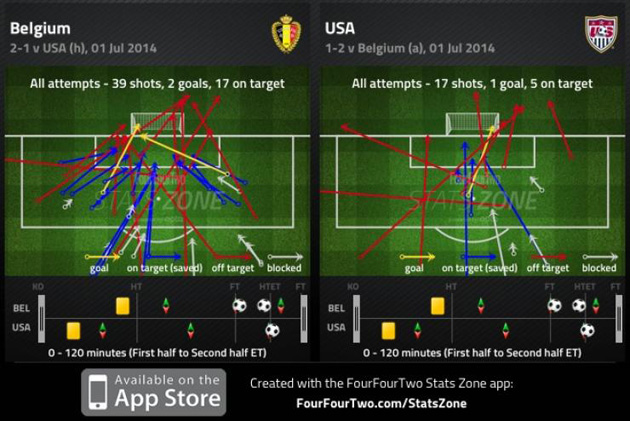 Belgium
2-1 v USA (h), 01 Jul 2014
All attempts - 39 shots, 2 goals, 17 on target
STATS ZONE
goal on target (saved) off target blocked
KO HT FT HTET FT
BEL
USA
0 - 120 minutes (First half to Second half ET)
USA
1-2 v Belgium (a), 01 Jul 2014
All attempts - 17 shots, 1 goal, 5 on target
STATS ZONE
goal on target (saved) off target blocked
KO HT FT HTET FT
BEL
USA
0 - 120 minutes (First half to Second half ET)
Available on the
App Store
Created with the FourFourTwo Stats Zone app:
FourFourTwo.com/StatsZone